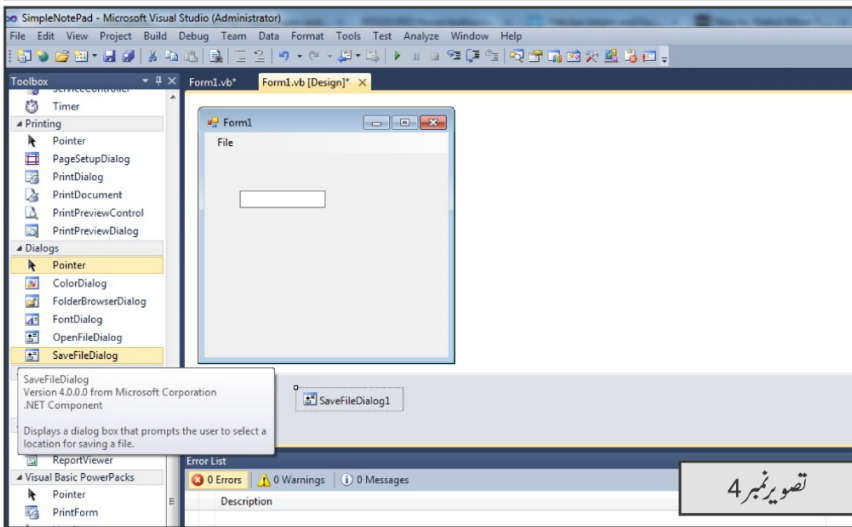 SimpleNotePad - Microsoft Visual Studio (Administrator)
File Edit View Project Build Debug Team Data Format Tools Test Analyze Window Help
Toolbox
Form1.vb*
Form1.vb [Design]*
ServiceController
Timer
Printing
Pointer
PageSetupDialog
PrintDialog
PrintDocument
PrintPreviewControl
PrintPreviewDialog
Dialogs
Pointer
ColorDialog
FolderBrowserDialog
FontDialog
OpenFileDialog
SaveFileDialog
SaveFileDialog
Version 4.0.0.0 from Microsoft Corporation
.NET Component
Displays a dialog box that prompts the user to select a
location for saving a file.
ReportViewer
Visual Basic PowerPacks
Pointer
PrintForm
Form1
File
SaveFileDialog1
Error List
0 Errors
0 Warnings
0 Messages
Description
تصویر نمبر 4